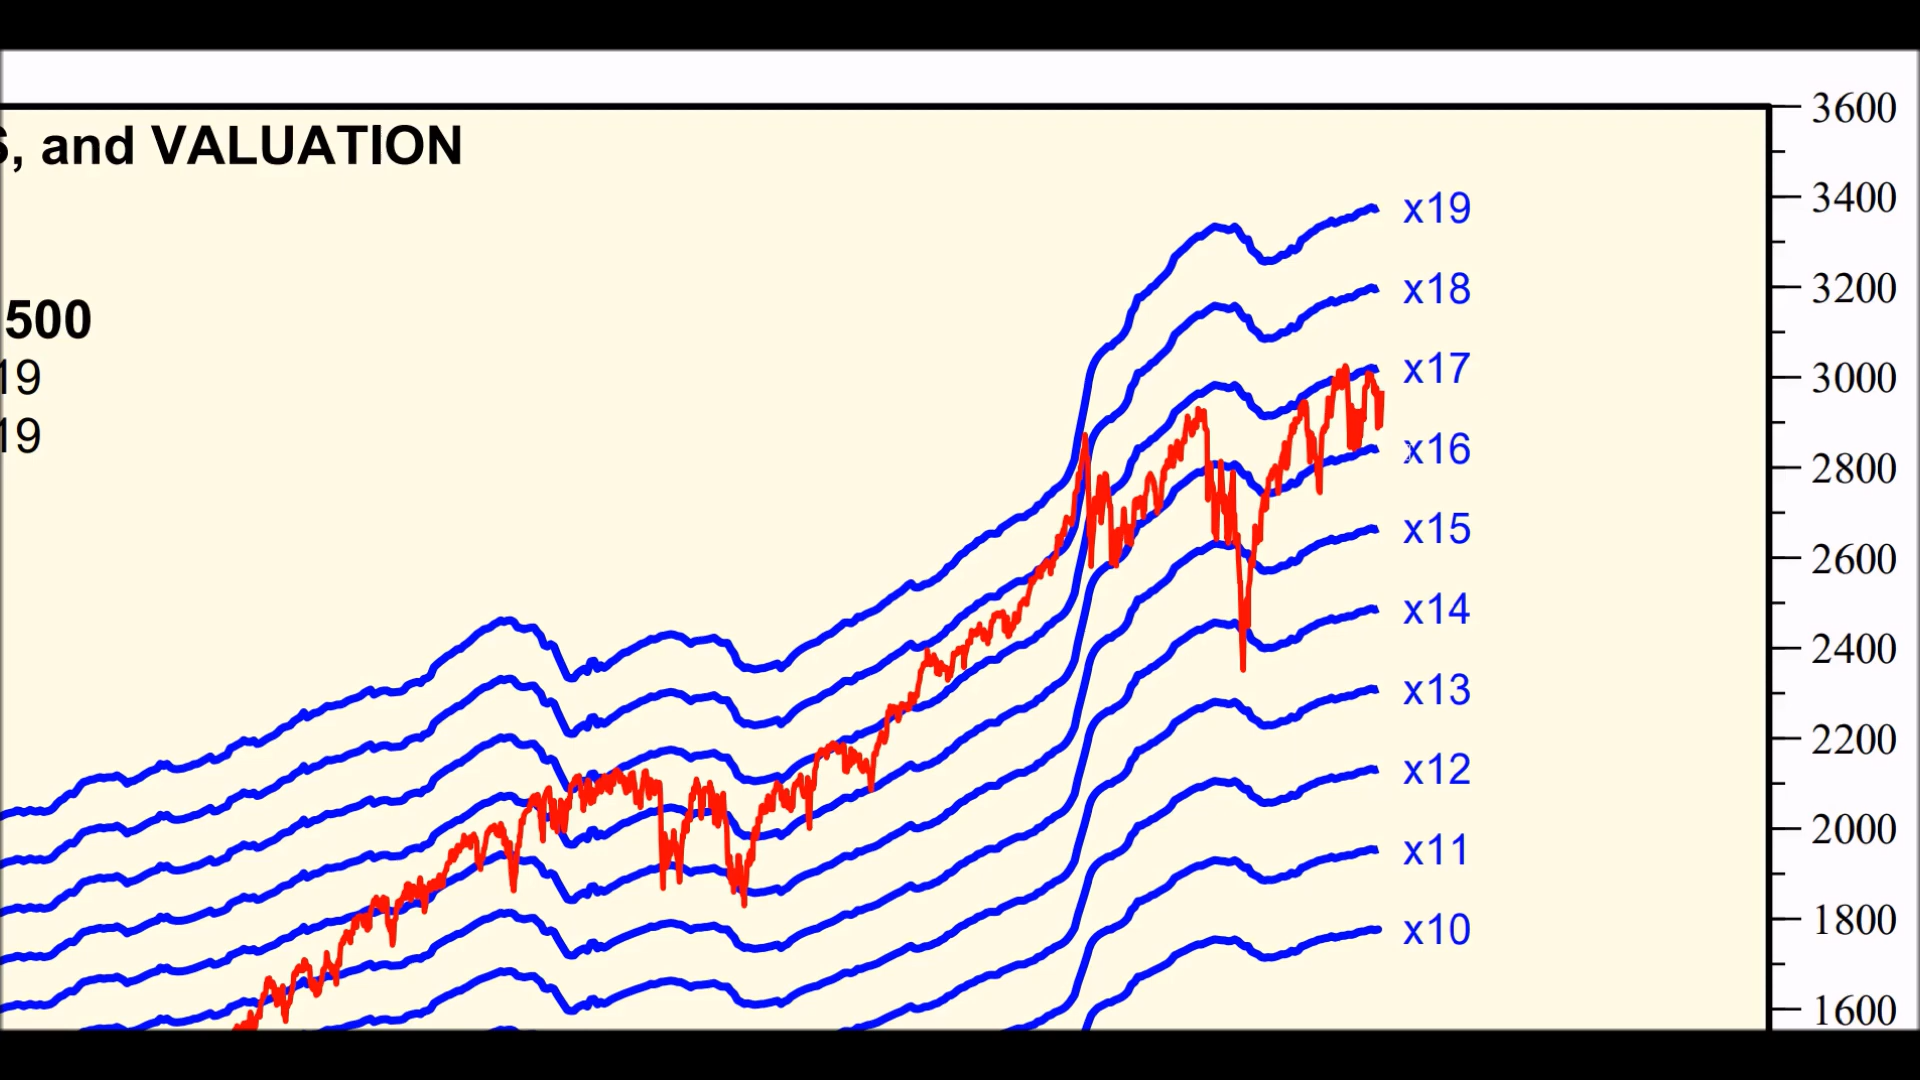 S, and VALUATION
500
19
19
x19
x18
x17
x16
x15
x14
x13
x12
x11
x10
3600
3400
3200
3000
2800
2600
2400
2200
2000
1800
1600